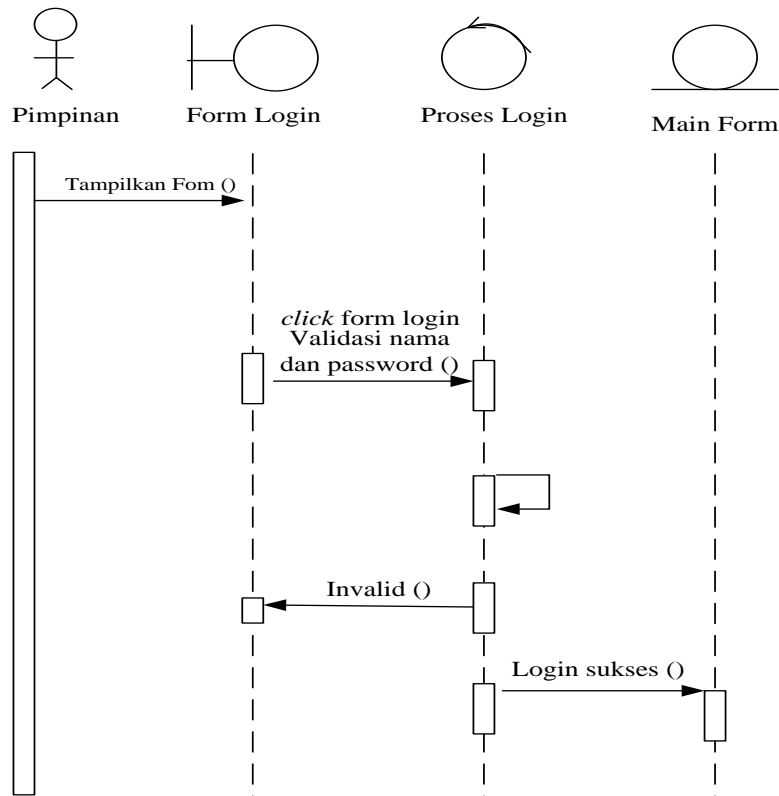 Pimpinan
Form Login
Proses Login
Main Form
Tampilkan Fom ()
click form login
Validasi nama
dan password ()
Invalid ()
Login sukses ()